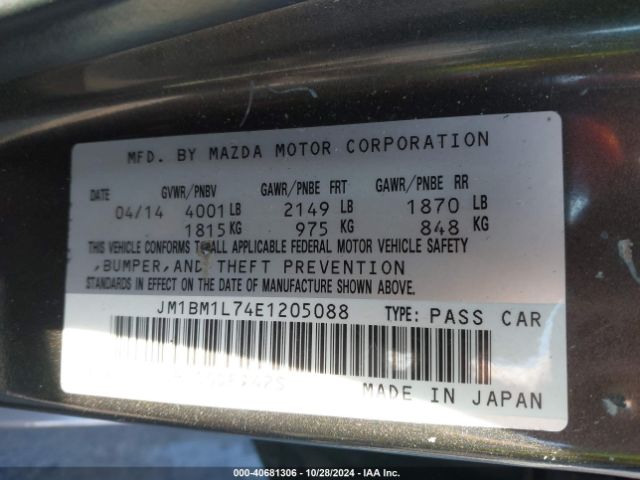 MFD. BY MAZDA MOTOR CORPORATION
DATE GVWR/PNBV GAWR/PNBE FRT GAWR/PNBE RR
04/14 4001 LB 2149 LB 1870 LB
1815 KG 975 KG 848 KG
THIS VEHICLE CONFORMS TO ALL APPLICABLE FEDERAL MOTOR VEHICLE SAFETY
,BUMPER,AND THEFT PREVENTION
STANDARDS IN EFFECT ON THE DATE OF MANUFACTURE SHOWN ABOVE.
JM1BM1L74E1205088 TYPE: PASS CAR
MADE IN JAPAN
000-40681306 | 10/28/2024 | IAA Inc.